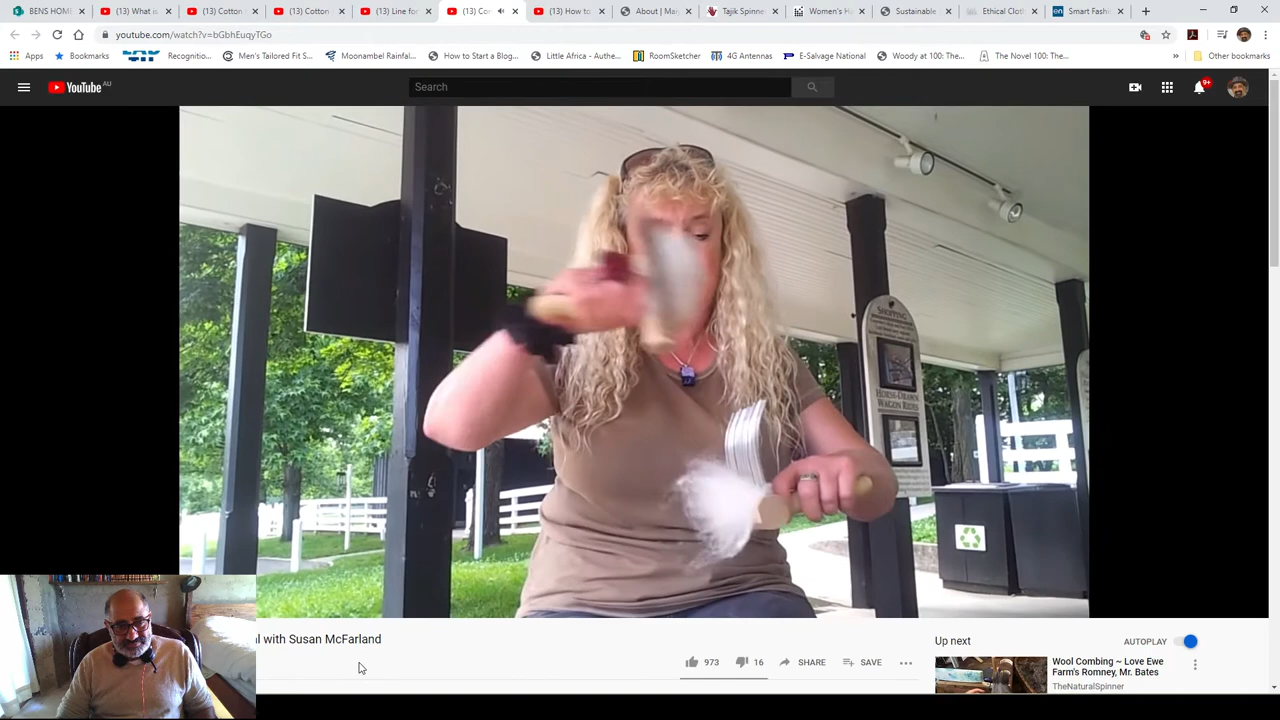 BENS HOME
(13) What is
(13) Cotton
(13) Cotton
(13) Line for
(13) Co
(13) How to
About | Ma
Tajik Spinne
Women's Ha
Sustainable
Ethical Clot
Smart Fashi
youtube.com/watch?v=bGbhEuqyTGo
Apps
Bookmarks
Recognitio...
Men's Tailored Fit S...
Moonambel Rainfal...
How to Start a Blog...
Little Africa – Authe...
RoomSketcher
4G Antennas
E-Salvage National
Woody at 100: The...
The Novel 100: The...
»
Other bookmarks
YouTube AU
Search
9+
SHOPPING
HORSE-DRAWN
WAGON RIDES
al with Susan McFarland
973
16
SHARE
SAVE
Up next
AUTOPLAY
Wool Combing ~ Love Ewe
Farm's Romney, Mr. Bates
TheNaturalSpinner